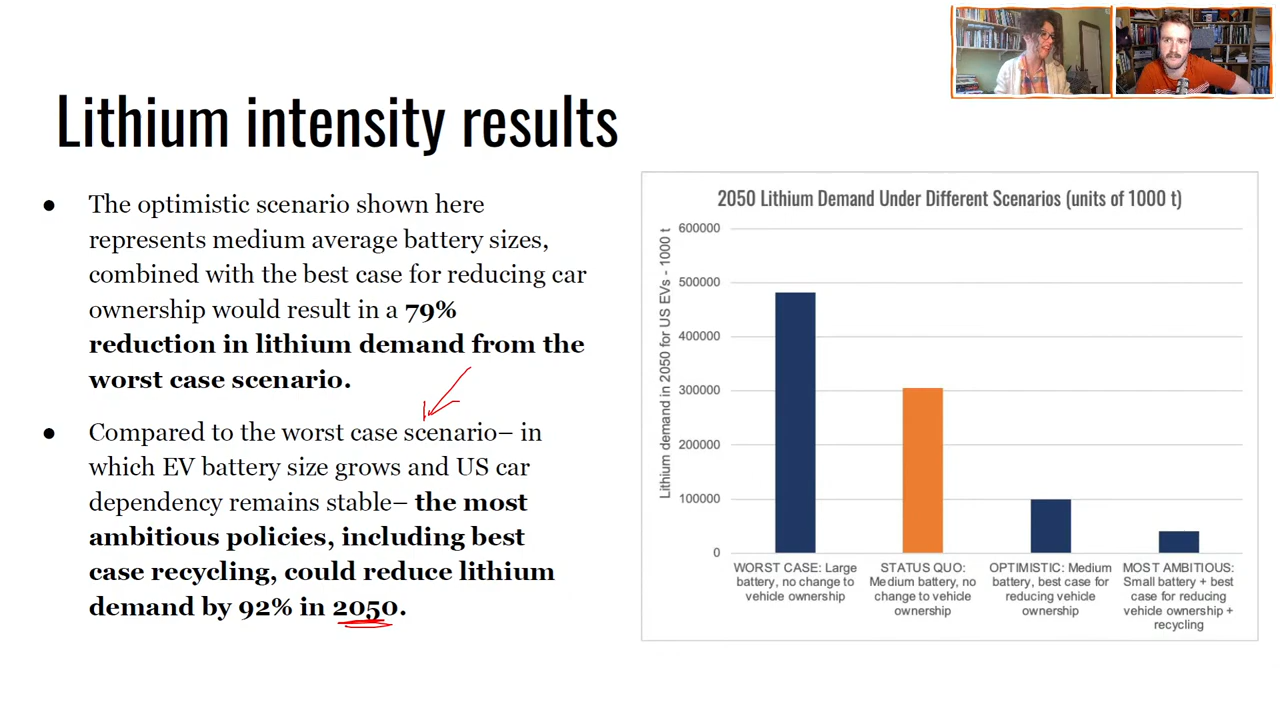 Lithium intensity results
● The optimistic scenario shown here
represents medium average battery sizes,
combined with the best case for reducing car
ownership would result in a 79%
reduction in lithium demand from the
worst case scenario.
● Compared to the worst case scenario– in
which EV battery size grows and US car
dependency remains stable– the most
ambitious policies, including best
case recycling, could reduce lithium
demand by 92% in 2050.
2050 Lithium Demand Under Different Scenarios (units of 1000 t)
Lithium demand in 2050 for US EVs - 1000 t
600000
500000
400000
300000
200000
100000
0
WORST CASE: Large
battery, no change to
vehicle ownership
STATUS QUO:
Medium battery, no
change to vehicle
ownership
OPTIMISTIC: Medium
battery, best case for
reducing vehicle
ownership
MOST AMBITIOUS:
Small battery + best
case for reducing
vehicle ownership +
recycling